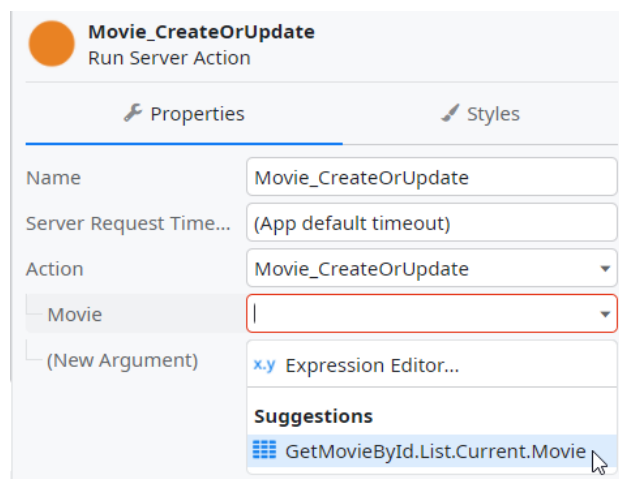 Movie_CreateOrUpdate
Run Server Action
Properties
Styles
Name
Movie_CreateOrUpdate
Server Request Time...
(App default timeout)
Action
Movie_CreateOrUpdate
Movie
(New Argument)
x.y Expression Editor...
Suggestions
GetMovieById.List.Current.Movie